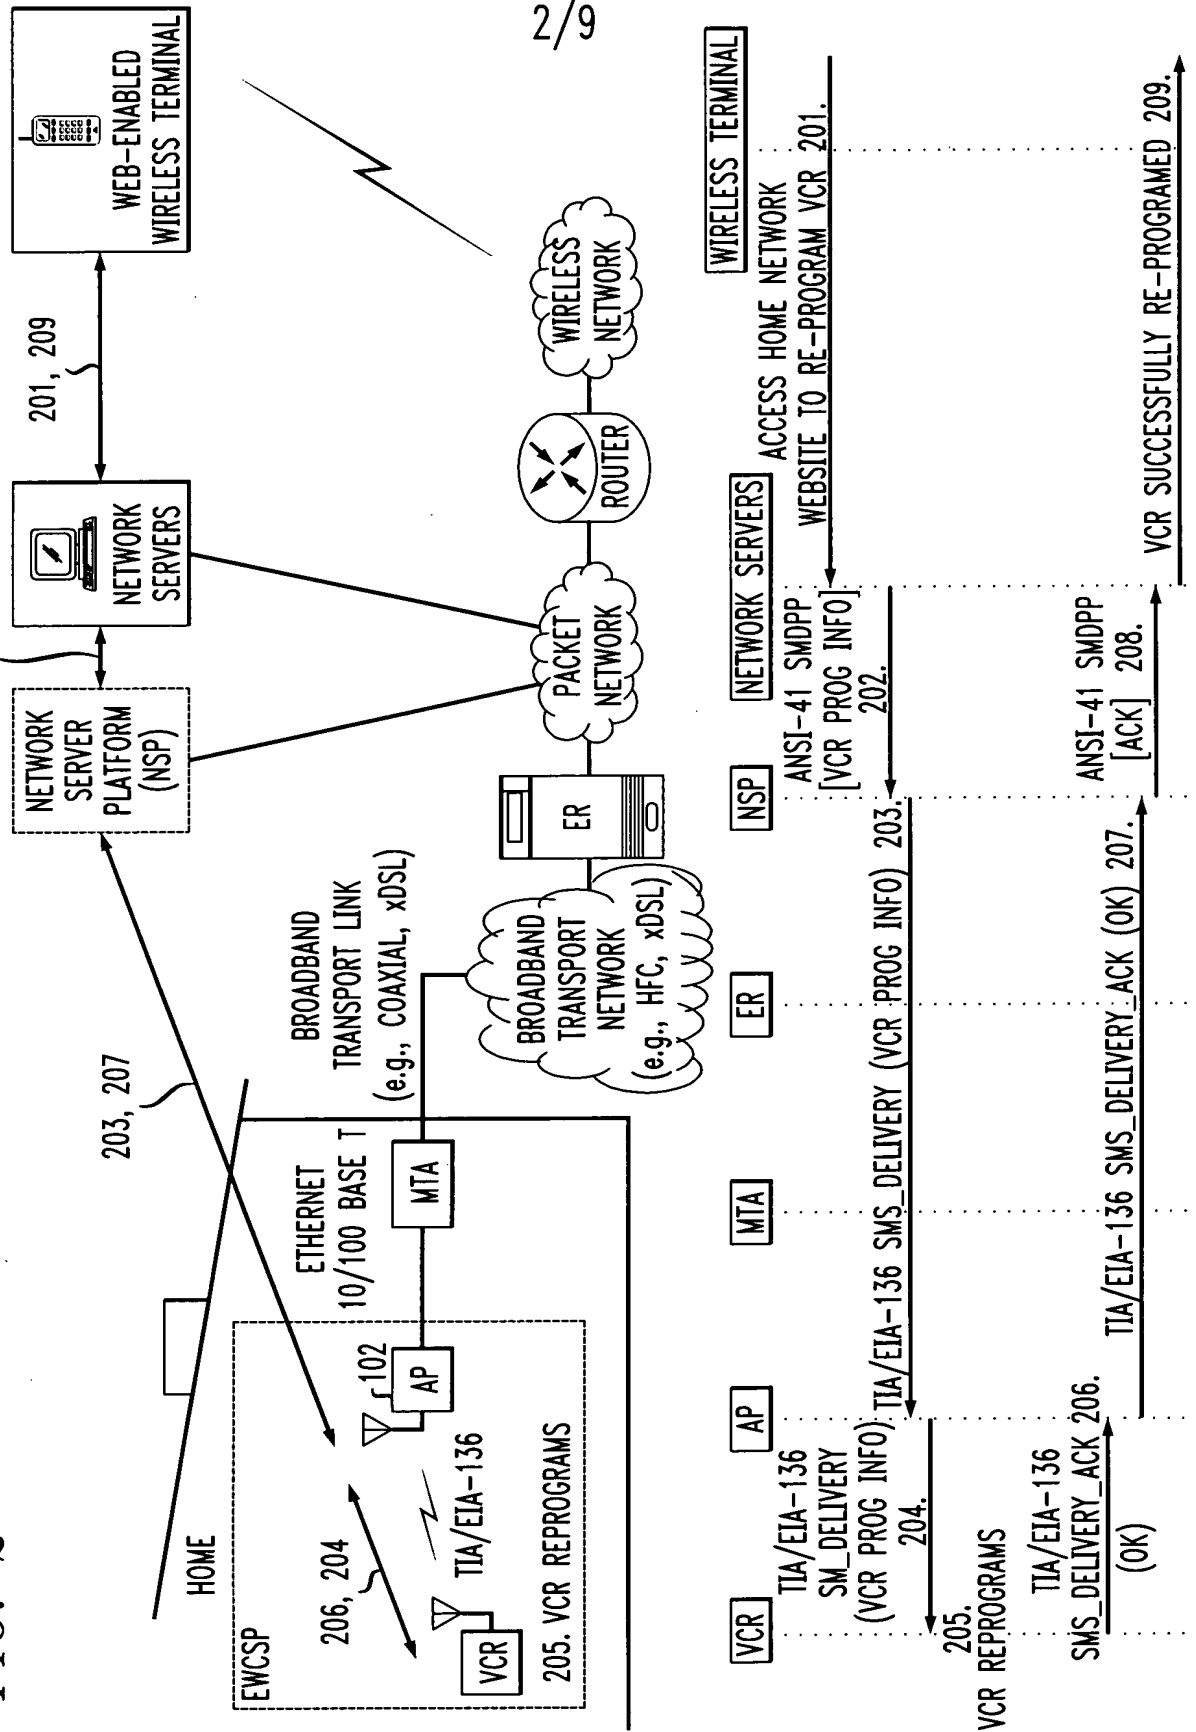 2/9
WEB-ENABLED
WIRELESS TERMINAL
201, 209
NETWORK
SERVERS
NETWORK
SERVER
PLATFORM
(NSP)
203, 207
HOME
EWCSP
206, 204
VCR
TIA/EIA-136
205. VCR REPROGRAMS
102
AP
ETHERNET
10/100 BASE T
MTA
BROADBAND
TRANSPORT LINK
(e.g., COAXIAL, xDSL)
BROADBAND
TRANSPORT
NETWORK
(e.g., HFC, xDSL)
ER
PACKET
NETWORK
ROUTER
WIRELESS
NETWORK
VCR
AP
MTA
ER
NSP
NETWORK SERVERS
WIRELESS TERMINAL
ACCESS HOME NETWORK
WEBSITE TO RE-PROGRAM VCR 201.
ANSI-41 SMDPP
[VCR PROG INFO]
202.
TIA/EIA-136 SMS_DELIVERY (VCR PROG INFO) 203.
TIA/EIA-136
SM_DELIVERY
(VCR PROG INFO)
204.
205.
VCR REPROGRAMS
TIA/EIA-136
SMS_DELIVERY_ACK 206.
(OK)
TIA/EIA-136 SMS_DELIVERY_ACK (OK) 207.
ANSI-41 SMDPP
[ACK] 208.
VCR SUCCESSFULLY RE-PROGRAMED 209.